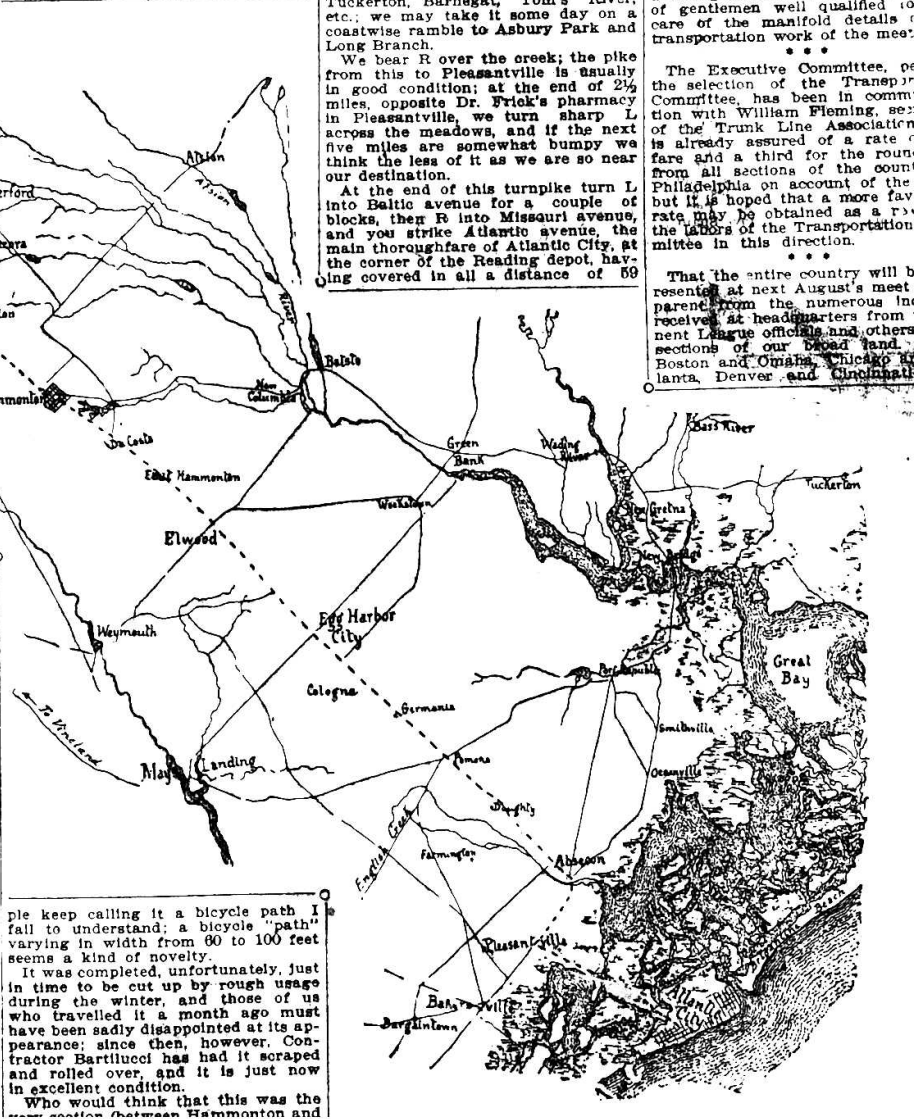 Tuckerton, Barnegat, Tom's River,
etc.; we may take it some day on a
coastwise ramble to Asbury Park and
Long Branch.
We bear R over the creek; the pike
from this to Pleasantville is usually
in good condition; at the end of 2½
miles, opposite Dr. Frick's pharmacy
in Pleasantville, we turn sharp L
across the meadows, and if the next
five miles are somewhat bumpy we
think the less of it as we are so near
our destination.
At the end of this turnpike turn L
into Baltic avenue for a couple of
blocks, then R into Missouri avenue,
and you strike Atlantic avenue, the
main thoroughfare of Atlantic City, at
the corner of the Reading depot, hav-
ing covered in all a distance of 59
of gentlemen well qualified
care of the manifold details
transportation work of the
* * *
The Executive Committee,
the selection of the
Committee, has been in
tion with William Fleming,
of the Trunk Line Association
is already assured of a rate
fare and a third for the
from all sections of the
Philadelphia on account of the
but it is hoped that a more
rate may be obtained as a
the labors of the Transportation
mittee in this direction.
* * *
That the entire country will
resented at next August's meet
parent from the numerous
received at headquarters from
nent League officials and others
sections of our broad land.
Boston and Omaha, Chicago
lanta, Denver and Cincinnati
Atsion
Atsion
River
Batsto
New
Columbia
Da Costa
East Hammonton
Green
Bank
Wading
River
Bass River
Tuckerton
Weekstown
New Gretna
Elwood
Weymouth
Egg Harbor
City
Great
Bay
Cologne
Port Republic
Germania
Smithville
To Vineland
Mays Landing
Pomona
Oceanville
Doughty
English Creek
Farmington
Absecon
Pleasantville
Bargaintown
Beach
ple keep calling it a bicycle path I
fail to understand; a bicycle "path"
varying in width from 60 to 100 feet
seems a kind of novelty.
It was completed, unfortunately, just
in time to be cut up by rough usage
during the winter, and those of us
who travelled it a month ago must
have been sadly disappointed at its ap-
pearance; since then, however, Con-
tractor Bartilucci has had it scraped
and rolled over, and it is just now
in excellent condition.
Who would think that this was the
very section (between Hammonton and